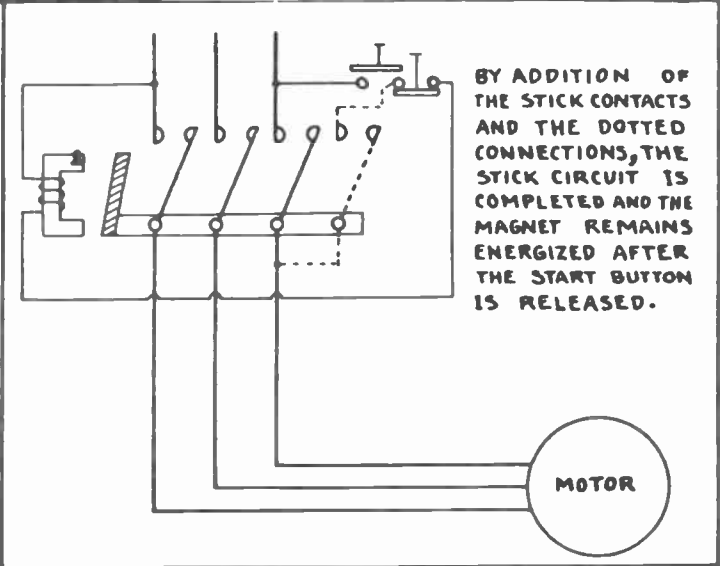 BY ADDITION OF
THE STICK CONTACTS
AND THE DOTTED
CONNECTIONS, THE
STICK CIRCUIT IS
COMPLETED AND THE
MAGNET REMAINS
ENERGIZED AFTER
THE START BUTTON
IS RELEASED.
MOTOR